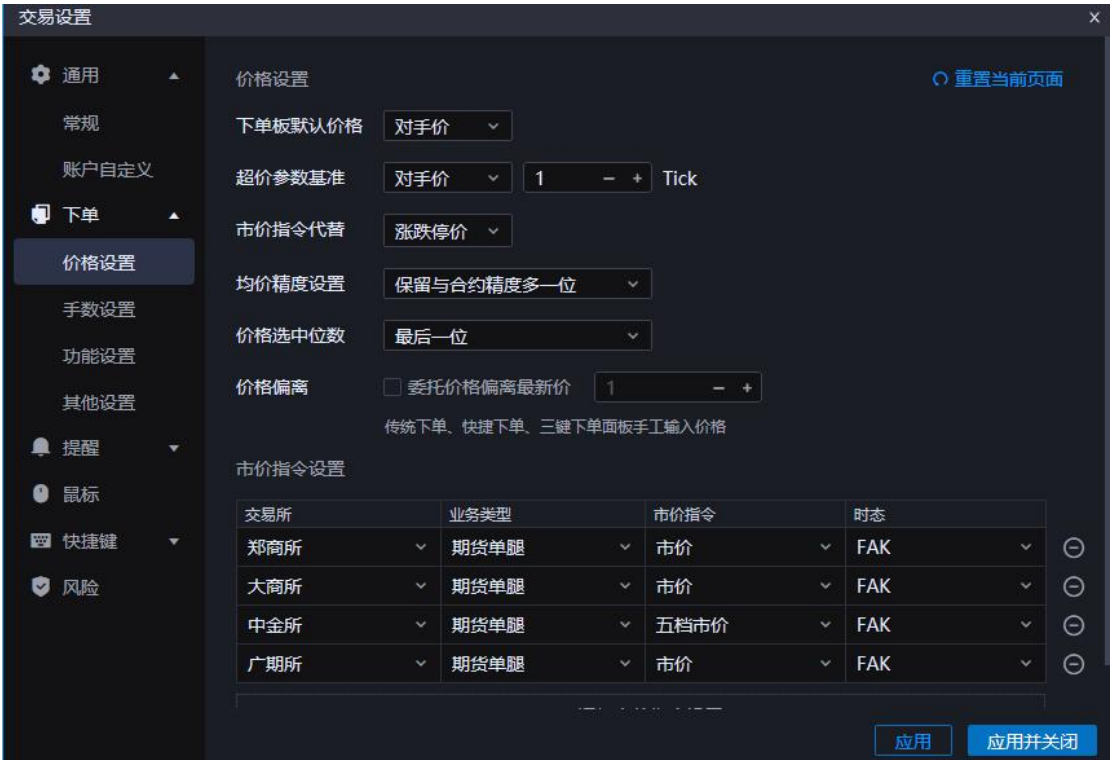 交易设置 x
通用
常规
账户自定义
下单
价格设置
手数设置
功能设置
其他设置
提醒
鼠标
快捷键
风险
价格设置 重置当前页面
下单板默认价格 对手价
超价参数基准 对手价 1 − + Tick
市价指令代替 涨跌停价
均价精度设置 保留与合约精度多一位
价格选中位数 最后一位
价格偏离 委托价格偏离最新价 1 − +
传统下单、快捷下单、三键下单面板手工输入价格
市价指令设置
交易所 业务类型 市价指令 时态
郑商所 期货单腿 市价 FAK
大商所 期货单腿 市价 FAK
中金所 期货单腿 五档市价 FAK
广期所 期货单腿 市价 FAK
应用 应用并关闭